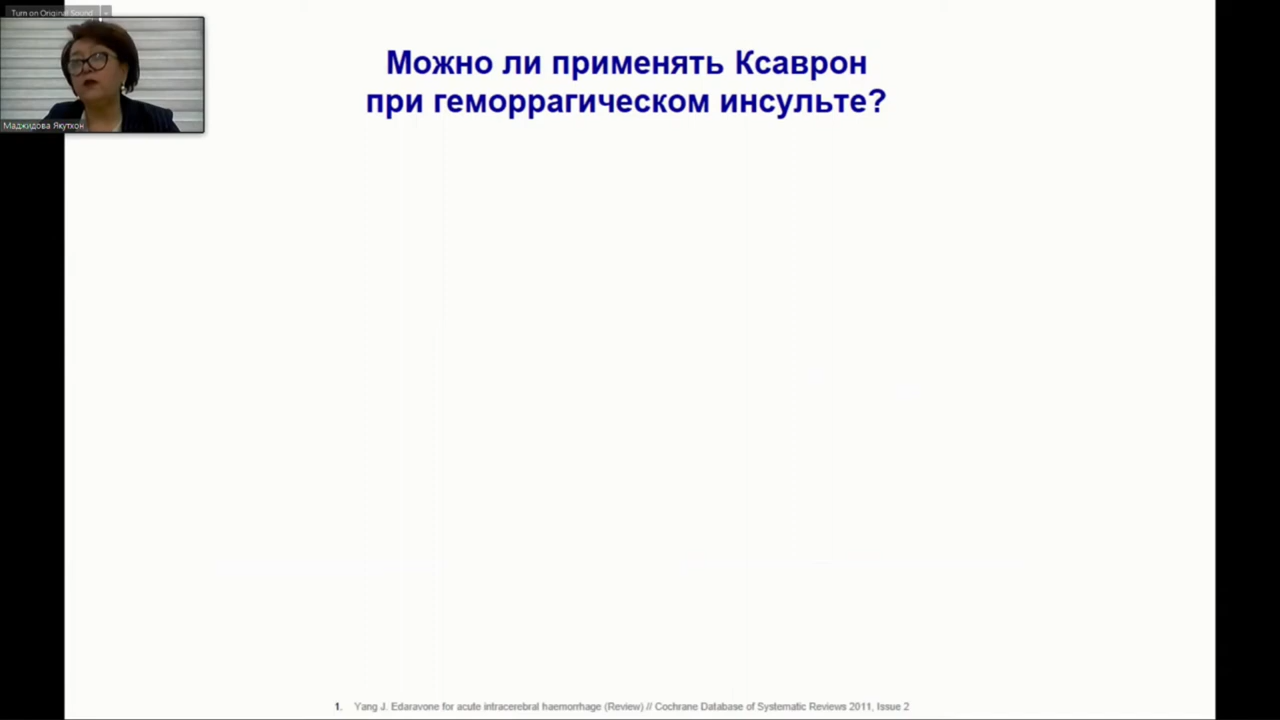 Turn on Original Sound
Маджидова Якутхон
Можно ли применять Ксаврон
при геморрагическом инсульте?
1. Yang J. Edaravone for acute intracerebral haemorrhage (Review) // Cochrane Database of Systematic Reviews 2011, Issue 2